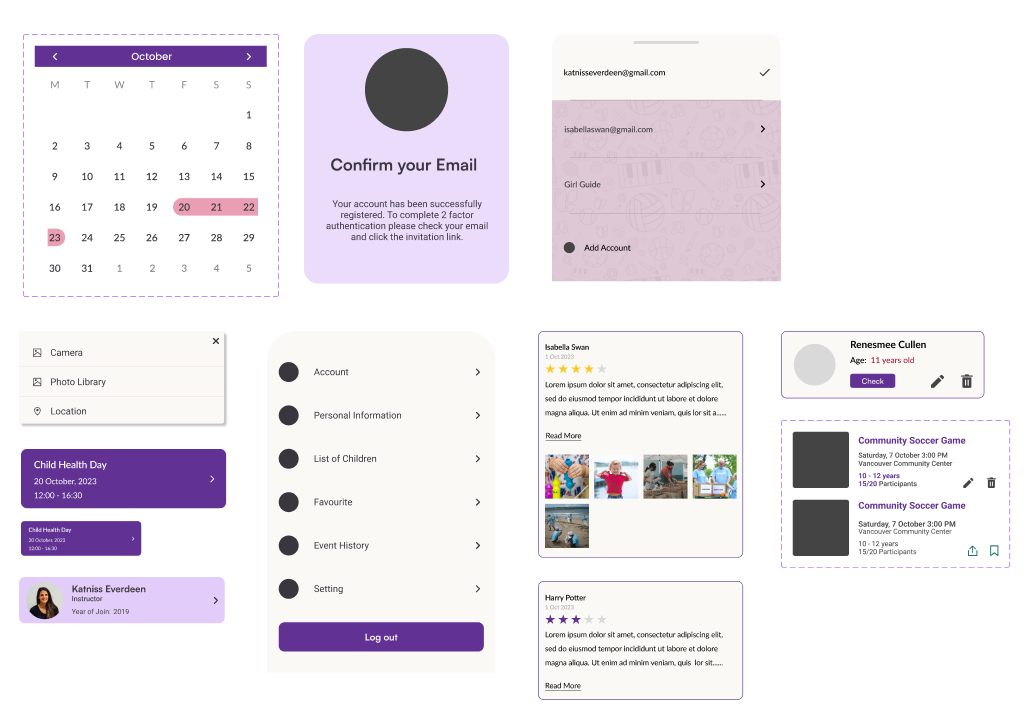 October
M T W T F S S
1
2 3 4 5 6 7 8
9 10 11 12 13 14 15
16 17 18 19 20 21 22
23 24 25 26 27 28 29
30 31 1 2 3 4 5
Confirm your Email
Your account has been successfully
registered. To complete 2 factor
authentication please check your email
and click the invitation link.
katnisseverdeen@gmail.com
isabellaswan@gmail.com
Girl Guide
Add Account
Camera
Photo Library
Location
Child Health Day
20 October, 2023
12:00 - 16:30
Child Health Day
20 October, 2023
12:00 - 16:30
Katniss Everdeen
Instructor
Year of Join: 2019
Account
Personal Information
List of Children
Favourite
Event History
Setting
Log out
Isabella Swan
1 Oct 2023
Lorem ipsum dolor sit amet, consectetur adipiscing elit,
sed do eiusmod tempor incididunt ut labore et dolore
magna aliqua. Ut enim ad minim veniam, quis lor sit a......
Read More
Harry Potter
1 Oct 2023
Lorem ipsum dolor sit amet, consectetur adipiscing elit,
sed do eiusmod tempor incididunt ut labore et dolore
magna aliqua. Ut enim ad minim veniam, quis lor sit......
Read More
Renesmee Cullen
Age: 11 years old
Check
Community Soccer Game
Saturday, 7 October 3:00 PM
Vancouver Community Center
10 - 12 years
15/20 Participants
Community Soccer Game
Saturday, 7 October 3:00 PM
Vancouver Community Center
10 - 12 years
15/20 Participants